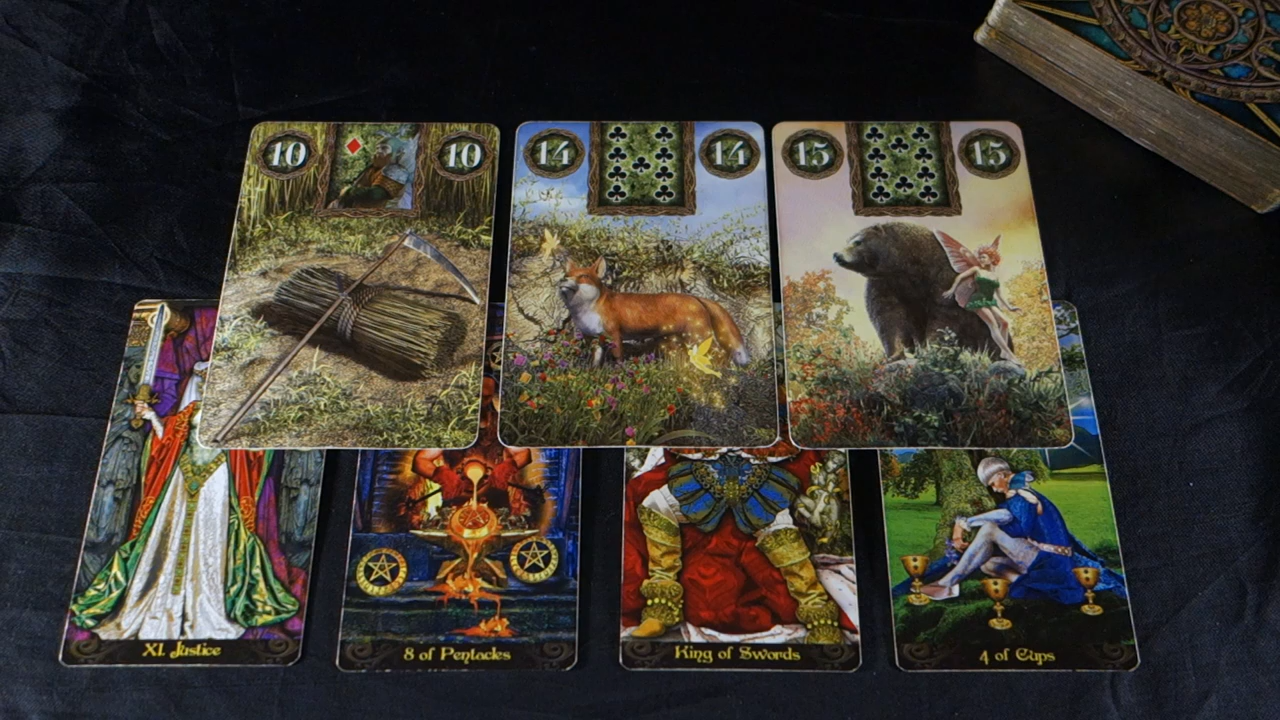 10 10
14 14
15 15
XI. Justice
8 of Pentacles
King of Swords
4 of Cups